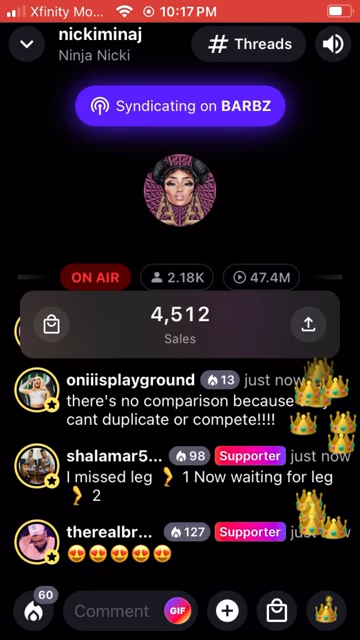 Xfinity Mo... 10:17PM
nickiminaj
Ninja Nicki
# Threads
Syndicating on BARBZ
ON AIR 2.18K 47.4M
4,512
Sales
oniiisplayground 13 just now
there's no comparison because
cant duplicate or compete!!!!
shalamar5... 98 Supporter just now
I missed leg 1 Now waiting for leg
2
therealbr... 127 Supporter
60
Comment GIF